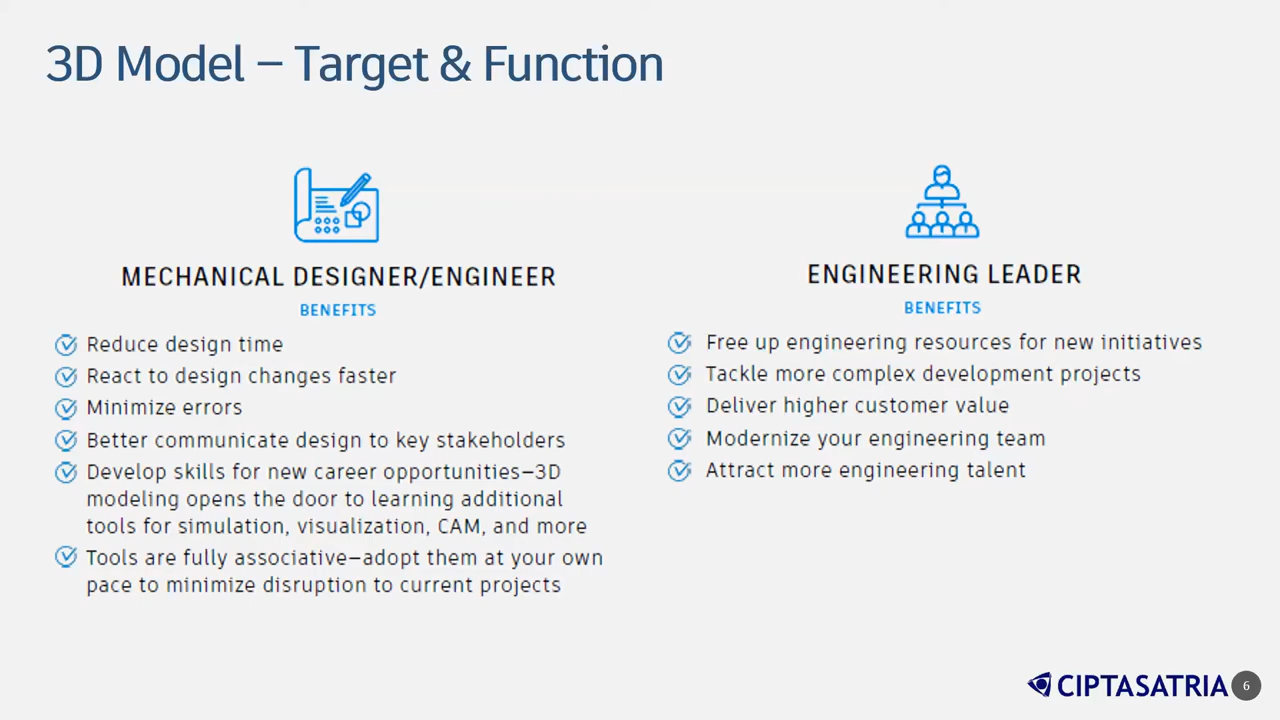 3D Model – Target & Function
MECHANICAL DESIGNER/ENGINEER
BENEFITS
Reduce design time
React to design changes faster
Minimize errors
Better communicate design to key stakeholders
Develop skills for new career opportunities–3D
modeling opens the door to learning additional
tools for simulation, visualization, CAM, and more
Tools are fully associative–adopt them at your own
pace to minimize disruption to current projects
ENGINEERING LEADER
BENEFITS
Free up engineering resources for new initiatives
Tackle more complex development projects
Deliver higher customer value
Modernize your engineering team
Attract more engineering talent
CIPTASATRIA
6